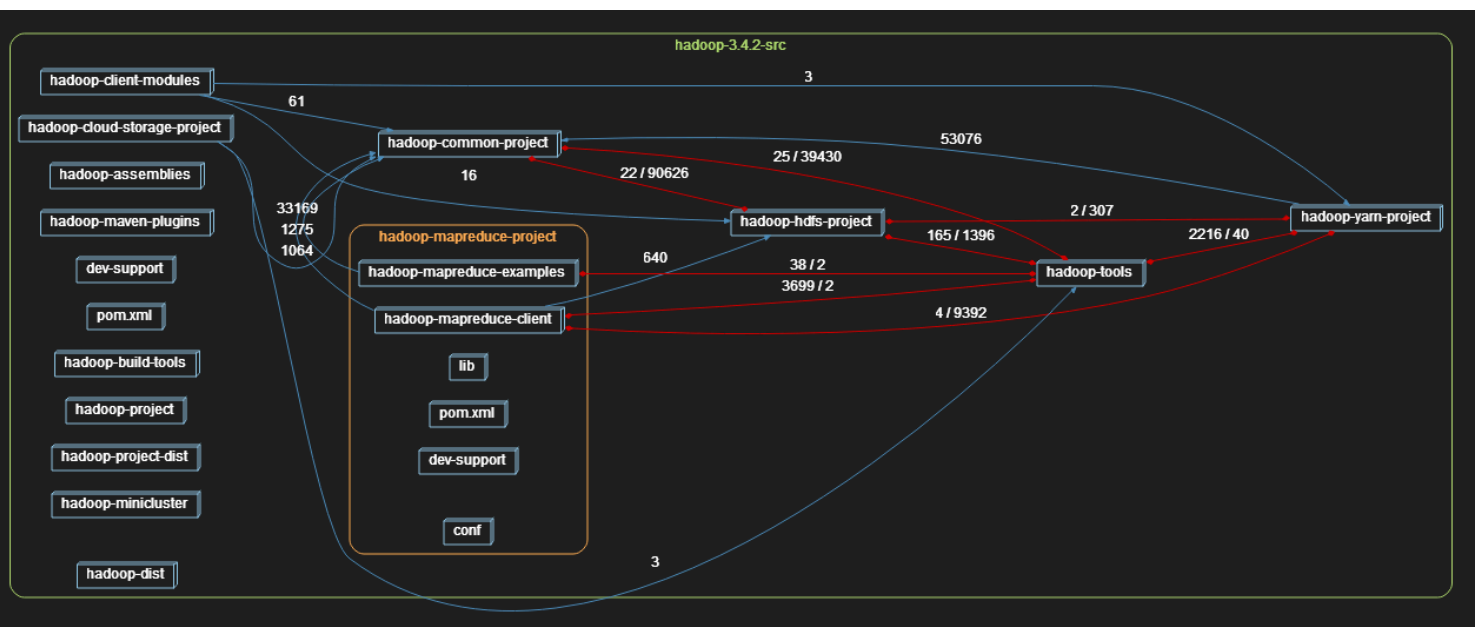 hadoop-3.4.2-src
hadoop-client-modules
3
61
hadoop-cloud-storage-project
hadoop-common-project
53076
25 / 39430
hadoop-assemblies
16
22 / 90626
33169
1275
1064
hadoop-maven-plugins
hadoop-hdfs-project
2 / 307
hadoop-yarn-project
hadoop-mapreduce-project
165 / 1396
2216 / 40
dev-support
640
hadoop-mapreduce-examples
38 / 2
hadoop-tools
3699 / 2
pom.xml
hadoop-mapreduce-client
4 / 9392
hadoop-build-tools
lib
hadoop-project
pom.xml
hadoop-project-dist
dev-support
hadoop-minicluster
conf
hadoop-dist
3